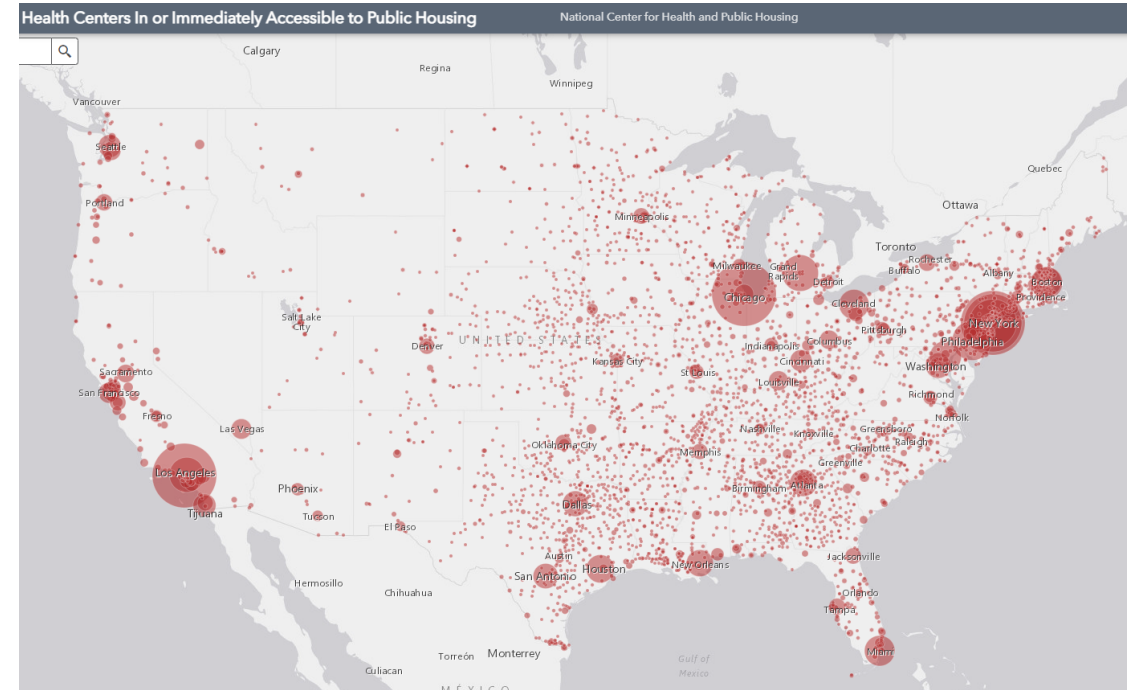 Health Centers In or Immediately Accessible to Public Housing
National Center for Health and Public Housing
Calgary
Regina
Winnipeg
Vancouver
Seattle
Quebec
Portland
Minneapolis
Ottawa
Toronto
Rochester
Buffalo
Milwaukee
Grand
Rapids
Detroit
Albany
Boston
Providence
Chicago
Cleveland
New York
Salt Lake
City
Pittsburgh
Philadelphia
Denver
UNITED STATES
Indianapolis
Columbus
Kansas City
Cincinnati
Washington
Sacramento
St Louis
Louisville
San Francisco
Richmond
Fresno
Norfolk
Las Vegas
Nashville
Knoxville
Greensboro
Raleigh
Oklahoma City
Memphis
Charlotte
Greenville
Los Angeles
Phoenix
Birmingham
Atlanta
Tijuana
Tucson
Dallas
El Paso
Austin
Jacksonville
San Antonio
Houston
New Orleans
Hermosillo
Chihuahua
Orlando
Tampa
Torreón
Monterrey
Miami
Gulf of
Mexico
Culiacan
MÉXICO